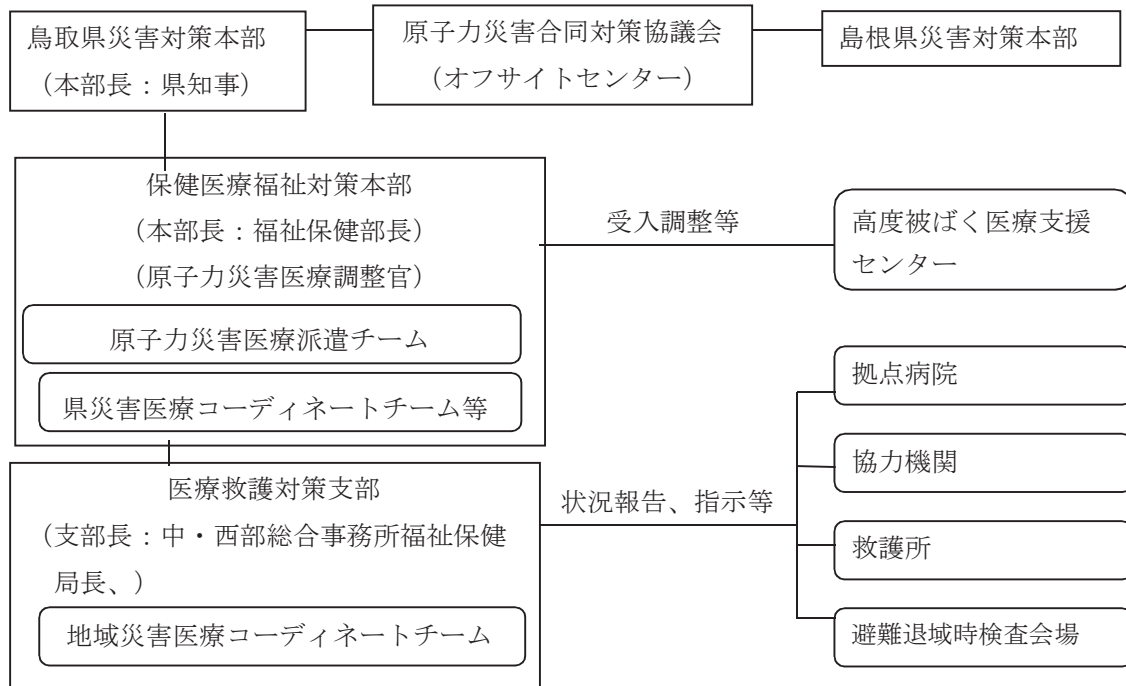 鳥取県災害対策本部
(本部長:県知事)
原子力災害合同対策協議会
(オフサイトセンター)
島根県災害対策本部
保健医療福祉対策本部
(本部長:福祉保健部長)
(原子力災害医療調整官)
原子力災害医療派遣チーム
県災害医療コーディネートチーム等
受入調整等
高度被ばく医療支援
センター
医療救護対策支部
(支部長:中・西部総合事務所福祉保健
局長、)
地域災害医療コーディネートチーム
状況報告、指示等
拠点病院
協力機関
救護所
避難退域時検査会場